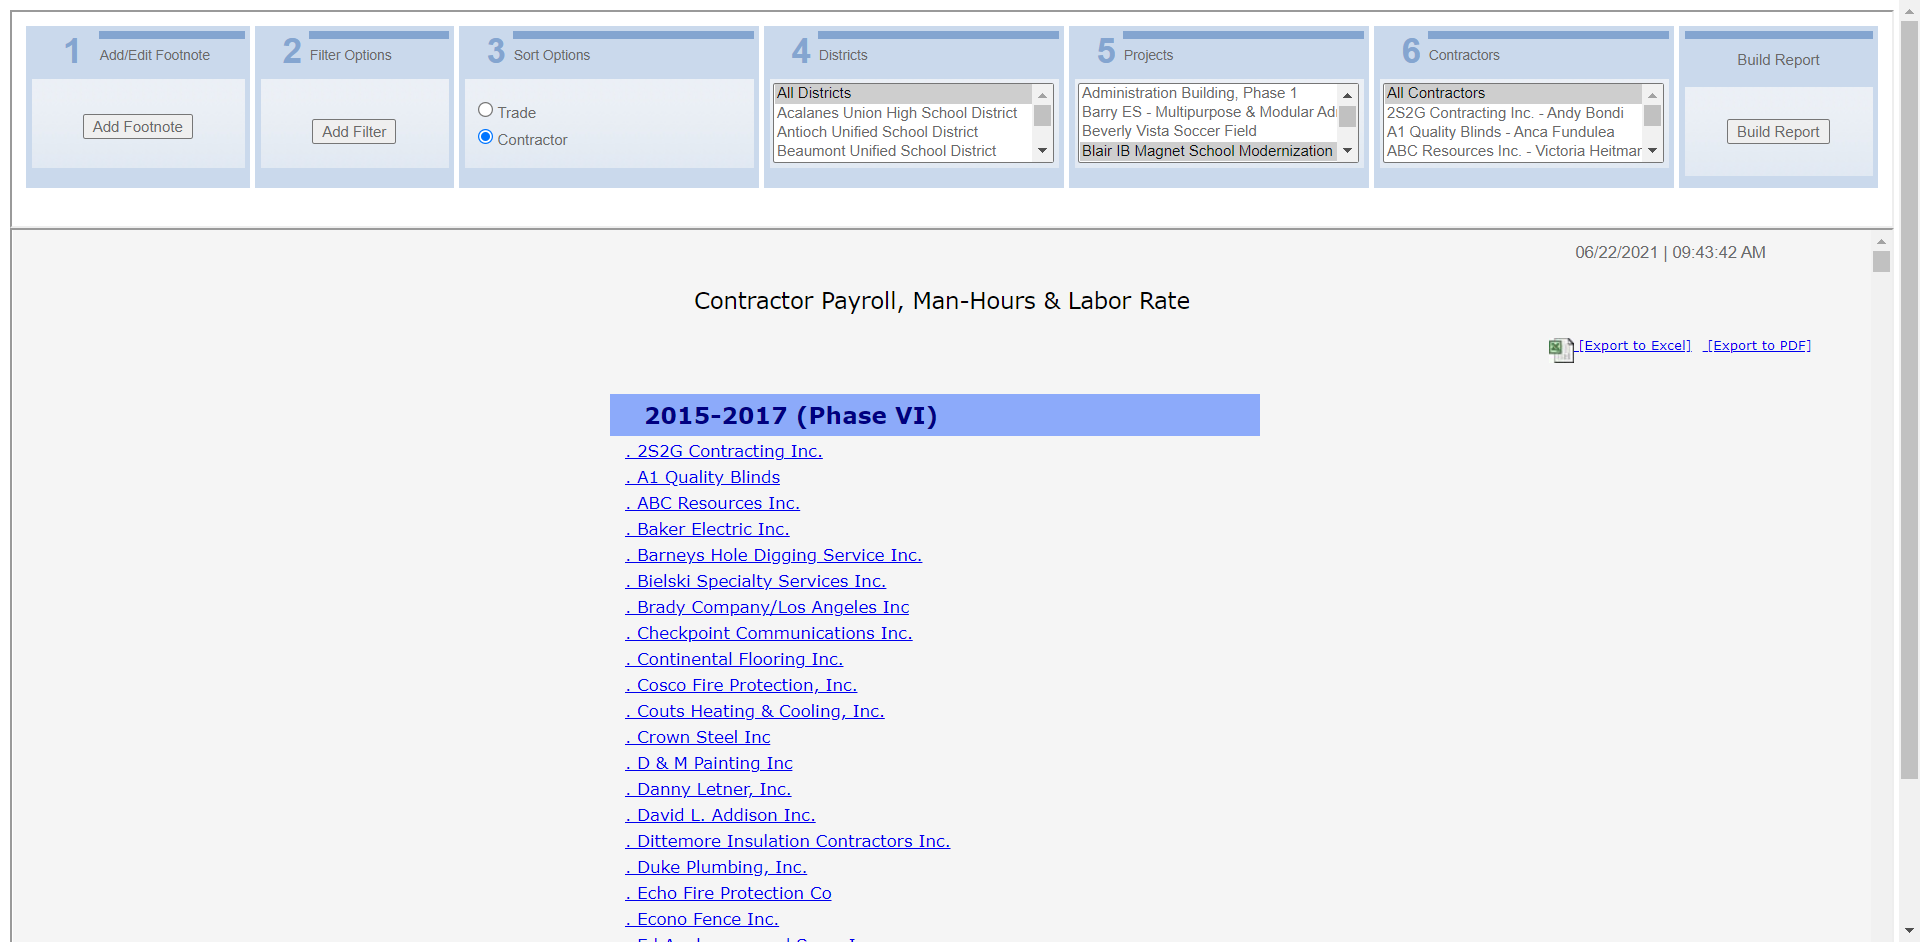 1 Add/Edit Footnote
Add Footnote
2 Filter Options
Add Filter
3 Sort Options
Trade
Contractor
4 Districts
All Districts
Acalanes Union High School District
Antioch Unified School District
Beaumont Unified School District
5 Projects
Administration Building, Phase 1
Barry ES - Multipurpose & Modular Adr
Beverly Vista Soccer Field
Blair IB Magnet School Modernization
6 Contractors
All Contractors
2S2G Contracting Inc. - Andy Bondi
A1 Quality Blinds - Anca Fundulea
ABC Resources Inc. - Victoria Heitmar
Build Report
Build Report
06/22/2021 | 09:43:42 AM
Contractor Payroll, Man-Hours & Labor Rate
[Export to Excel] [Export to PDF]
2015-2017 (Phase VI)
. 2S2G Contracting Inc.
. A1 Quality Blinds
. ABC Resources Inc.
. Baker Electric Inc.
. Barneys Hole Digging Service Inc.
. Bielski Specialty Services Inc.
. Brady Company/Los Angeles Inc
. Checkpoint Communications Inc.
. Continental Flooring Inc.
. Cosco Fire Protection, Inc.
. Couts Heating & Cooling, Inc.
. Crown Steel Inc
. D & M Painting Inc
. Danny Letner, Inc.
. David L. Addison Inc.
. Dittemore Insulation Contractors Inc.
. Duke Plumbing, Inc.
. Echo Fire Protection Co
. Econo Fence Inc.